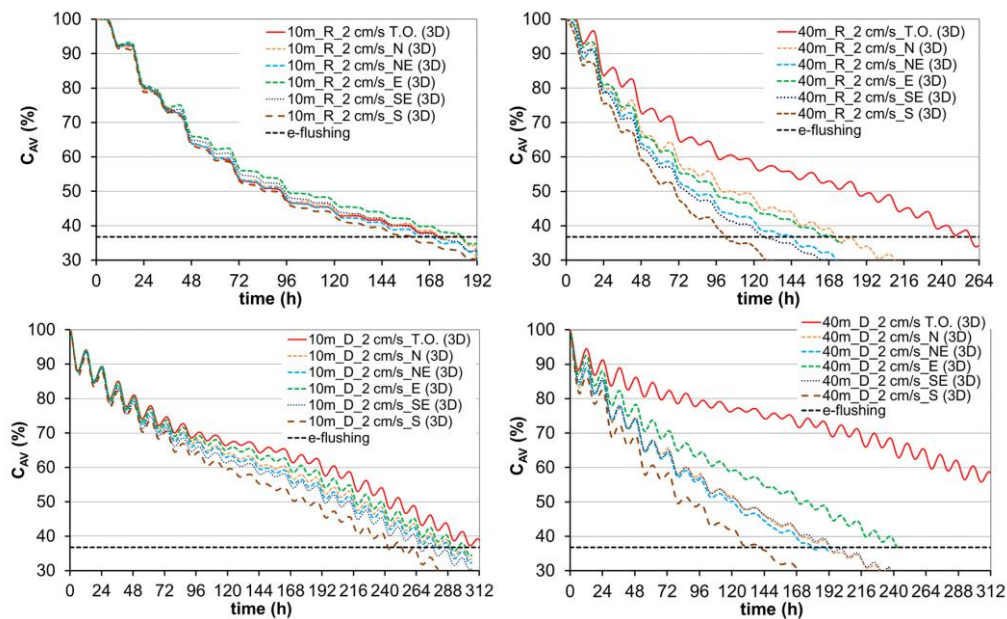 100
90
80
70
60
50
40
30
C_AV (%)
10m_R_2 cm/s T.O. (3D)
10m_R_2 cm/s_N (3D)
10m_R_2 cm/s_NE (3D)
10m_R_2 cm/s_E (3D)
10m_R_2 cm/s_SE (3D)
10m_R_2 cm/s_S (3D)
e-flushing
0 24 48 72 96 120 144 168 192
time (h)
100
90
80
70
60
50
40
30
C_AV (%)
40m_R_2 cm/s T.O. (3D)
40m_R_2 cm/s_N (3D)
40m_R_2 cm/s_NE (3D)
40m_R_2 cm/s_E (3D)
40m_R_2 cm/s_SE (3D)
40m_R_2 cm/s_S (3D)
e-flushing
0 24 48 72 96 120 144 168 192 216 240 264
time (h)
100
90
80
70
60
50
40
30
C_AV (%)
10m_D_2 cm/s_T.O. (3D)
10m_D_2 cm/s_N (3D)
10m_D_2 cm/s_NE (3D)
10m_D_2 cm/s_E (3D)
10m_D_2 cm/s_SE (3D)
10m_D_2 cm/s_S (3D)
e-flushing
0 24 48 72 96 120 144 168 192 216 240 264 288 312
time (h)
100
90
80
70
60
50
40
30
C_AV (%)
40m_D_2 cm/s T.O. (3D)
40m_D_2 cm/s_N (3D)
40m_D_2 cm/s_NE (3D)
40m_D_2 cm/s_E (3D)
40m_D_2 cm/s_SE (3D)
40m_D_2 cm/s_S (3D)
e-flushing
0 24 48 72 96 120 144 168 192 216 240 264 288 312
time (h)